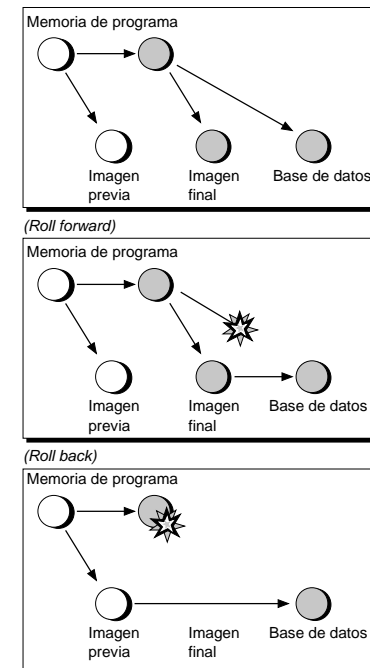 Memoria de programa
Imagen previa
Imagen final
Base de datos
(Roll forward)
Memoria de programa
Imagen previa
Imagen final
Base de datos
(Roll back)
Memoria de programa
Imagen previa
Imagen final
Base de datos